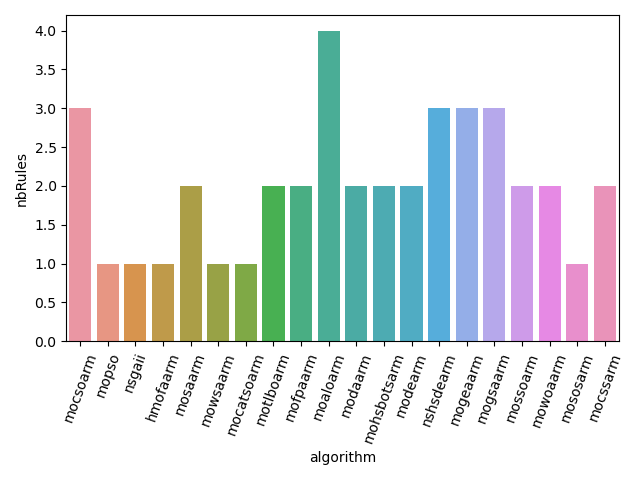 4.0
3.5
3.0
2.5
2.0
1.5
1.0
0.5
0.0
nbRules
mocsoarm
mopso
nsgaii
hmofaarm
mosaarm
mowsaarm
mocatsoarm
motlboarm
mofpaarm
moaloarm
modaarm
mohsbotsarm
modearm
nshsdearm
mogeaarm
mogsaarm
mossoarm
mowoaarm
mososarm
mocssarm
algorithm